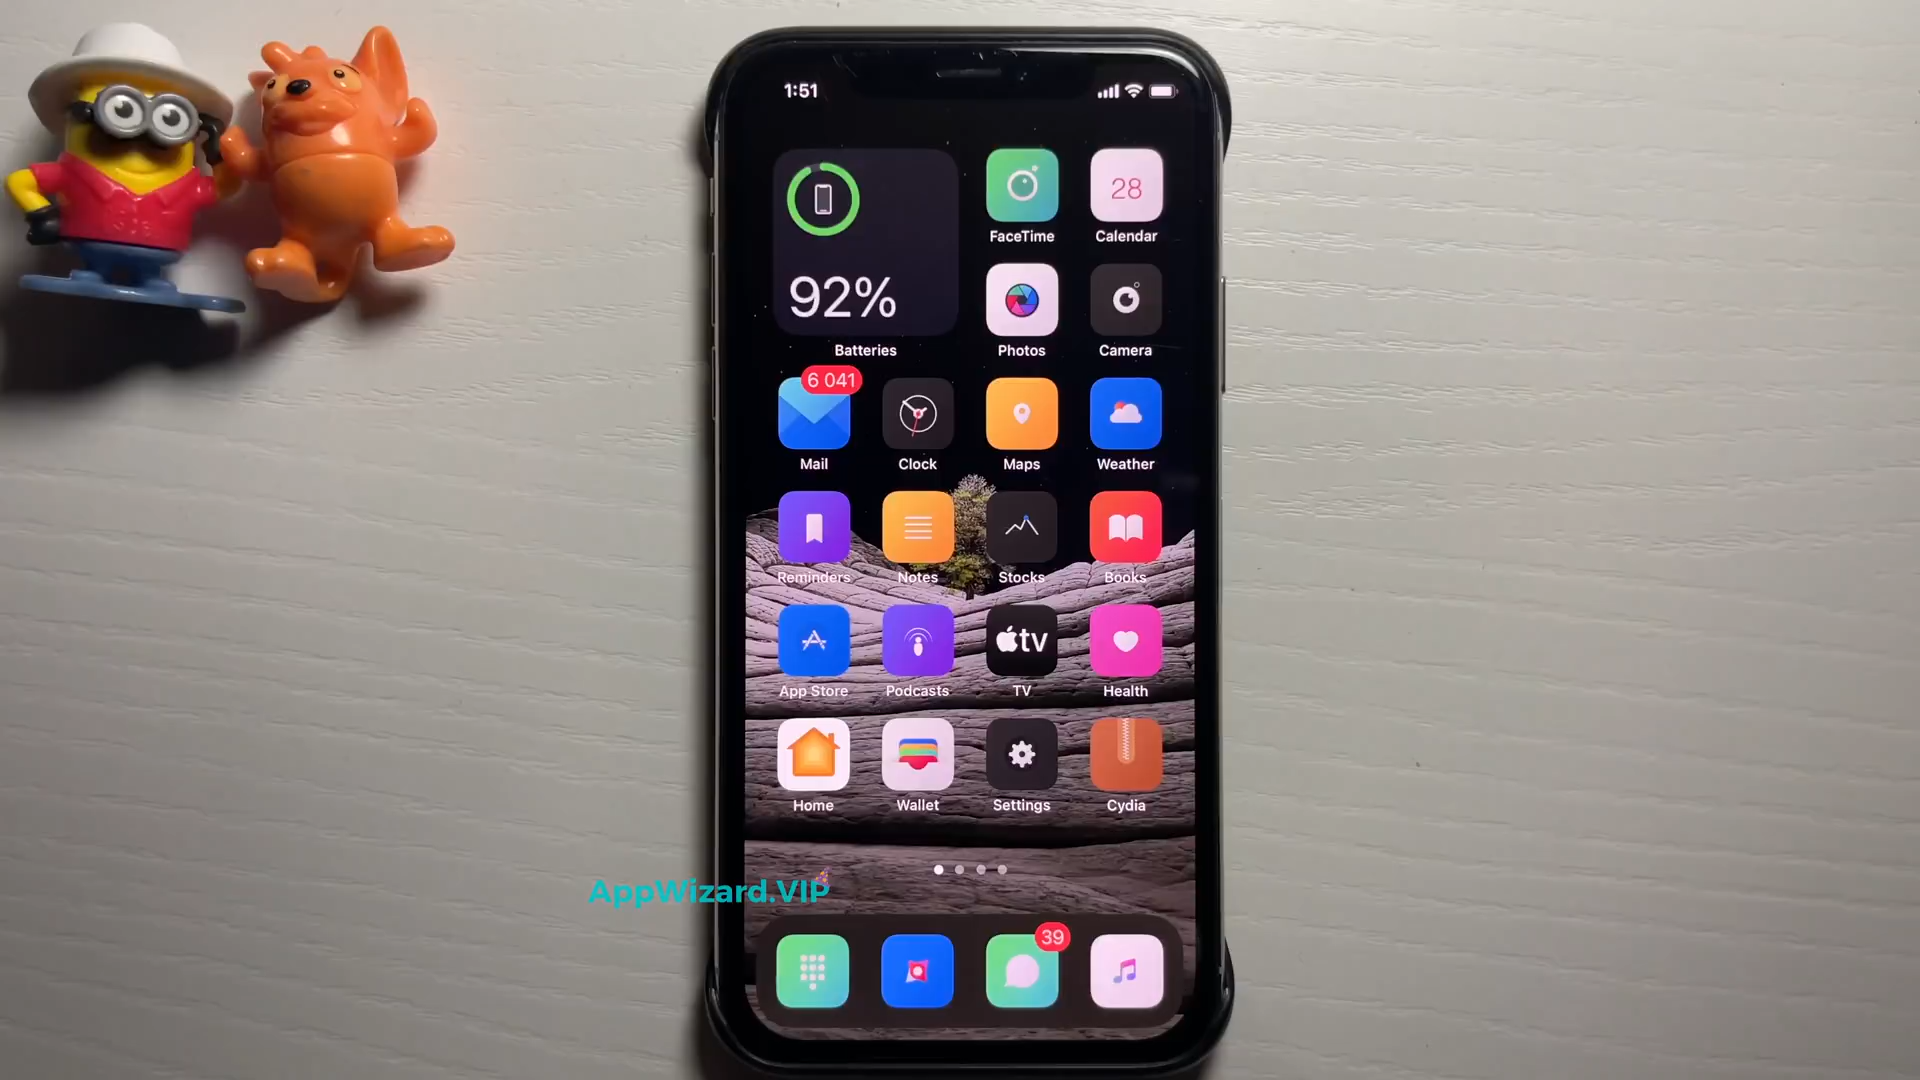 1:51
28
FaceTime
Calendar
92%
Batteries
Photos
Camera
6 041
Mail
Clock
Maps
Weather
Reminders
Notes
Stocks
Books
tv
App Store
Podcasts
TV
Health
Home
Wallet
Settings
Cydia
AppWizard.VIP
39